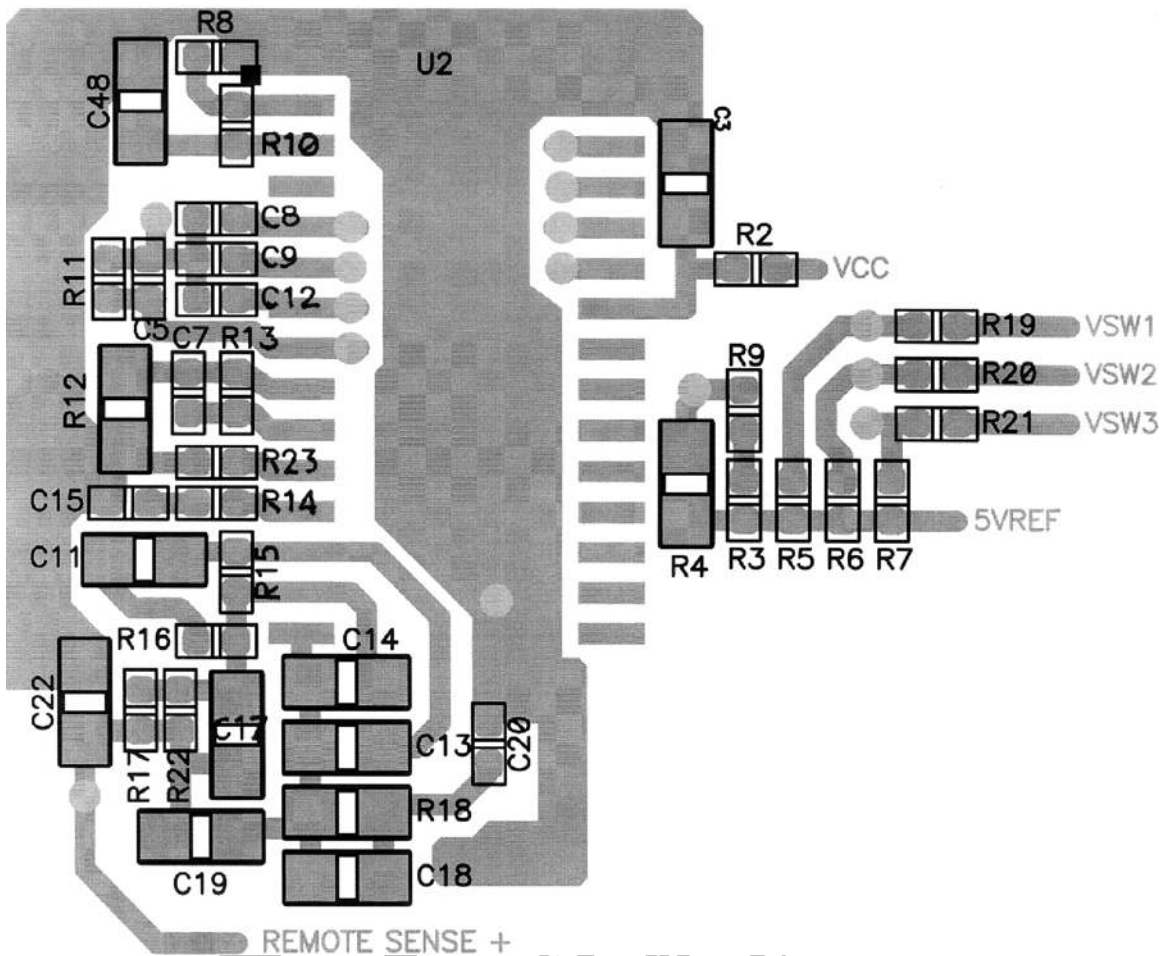 R8
U2
C48
C3
R10
C8
R2
C9
VCC
R11
C12
C5
R19
VSW1
C7
R13
R9
R20
VSW2
R12
R21
VSW3
R23
C15
R14
5VREF
C11
R15
R4
R3
R5
R6
R7
R16
C14
C22
C17
C13
C20
R17
R22
R18
C19
C18
REMOTE SENSE +